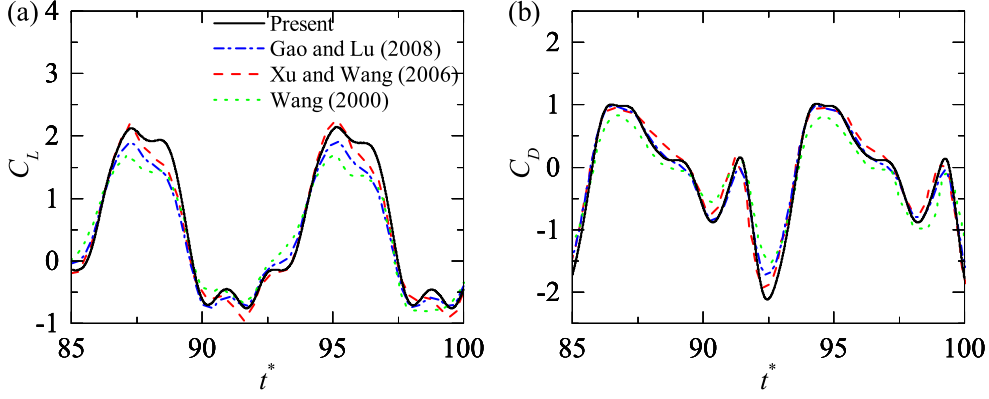 (a)
4
3
2
1
0
-1
C_L
Present
Gao and Lu (2008)
Xu and Wang (2006)
Wang (2000)
85
90
95
100
t*
(b)
2
1
0
-1
-2
C_D
85
90
95
100
t*